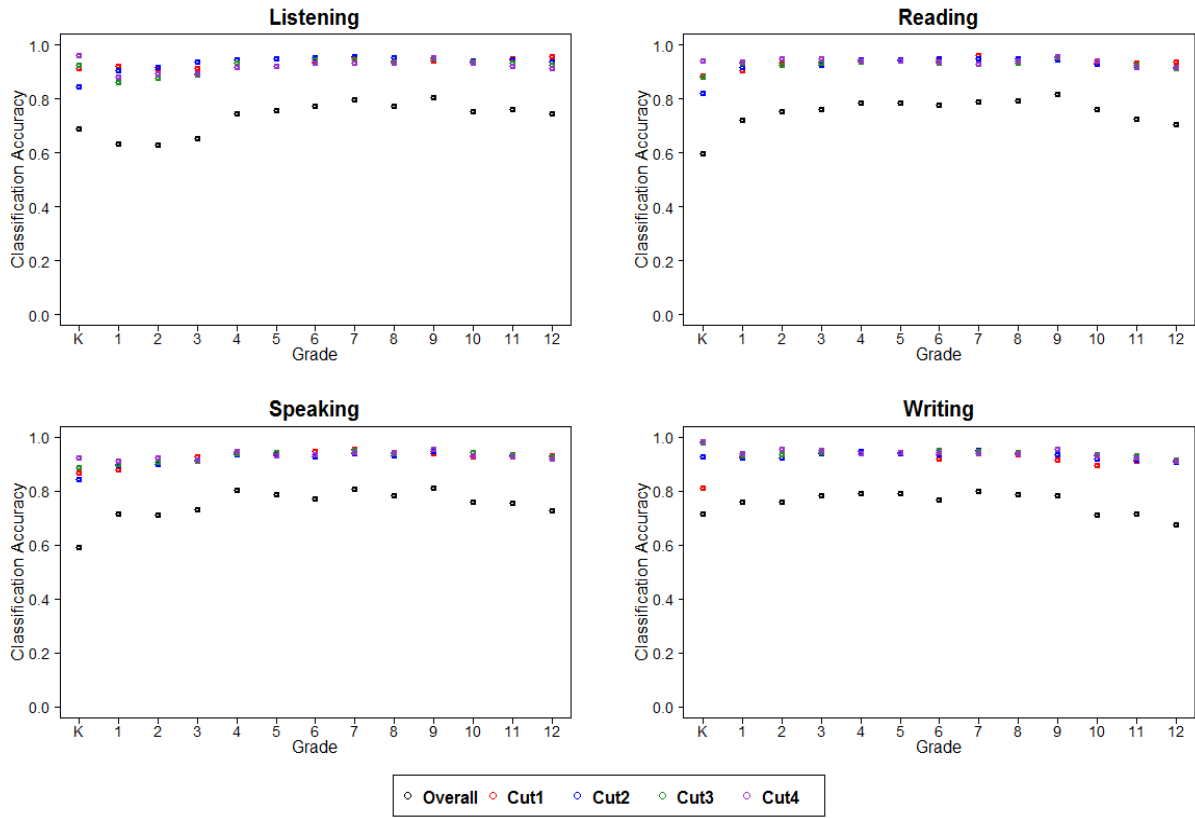 Listening
Classification Accuracy
1.0
0.8
0.6
0.4
0.2
0.0
K 1 2 3 4 5 6 7 8 9 10 11 12
Grade
Reading
Classification Accuracy
1.0
0.8
0.6
0.4
0.2
0.0
K 1 2 3 4 5 6 7 8 9 10 11 12
Grade
Speaking
Classification Accuracy
1.0
0.8
0.6
0.4
0.2
0.0
K 1 2 3 4 5 6 7 8 9 10 11 12
Grade
Writing
Classification Accuracy
1.0
0.8
0.6
0.4
0.2
0.0
K 1 2 3 4 5 6 7 8 9 10 11 12
Grade
Overall Cut1 Cut2 Cut3 Cut4